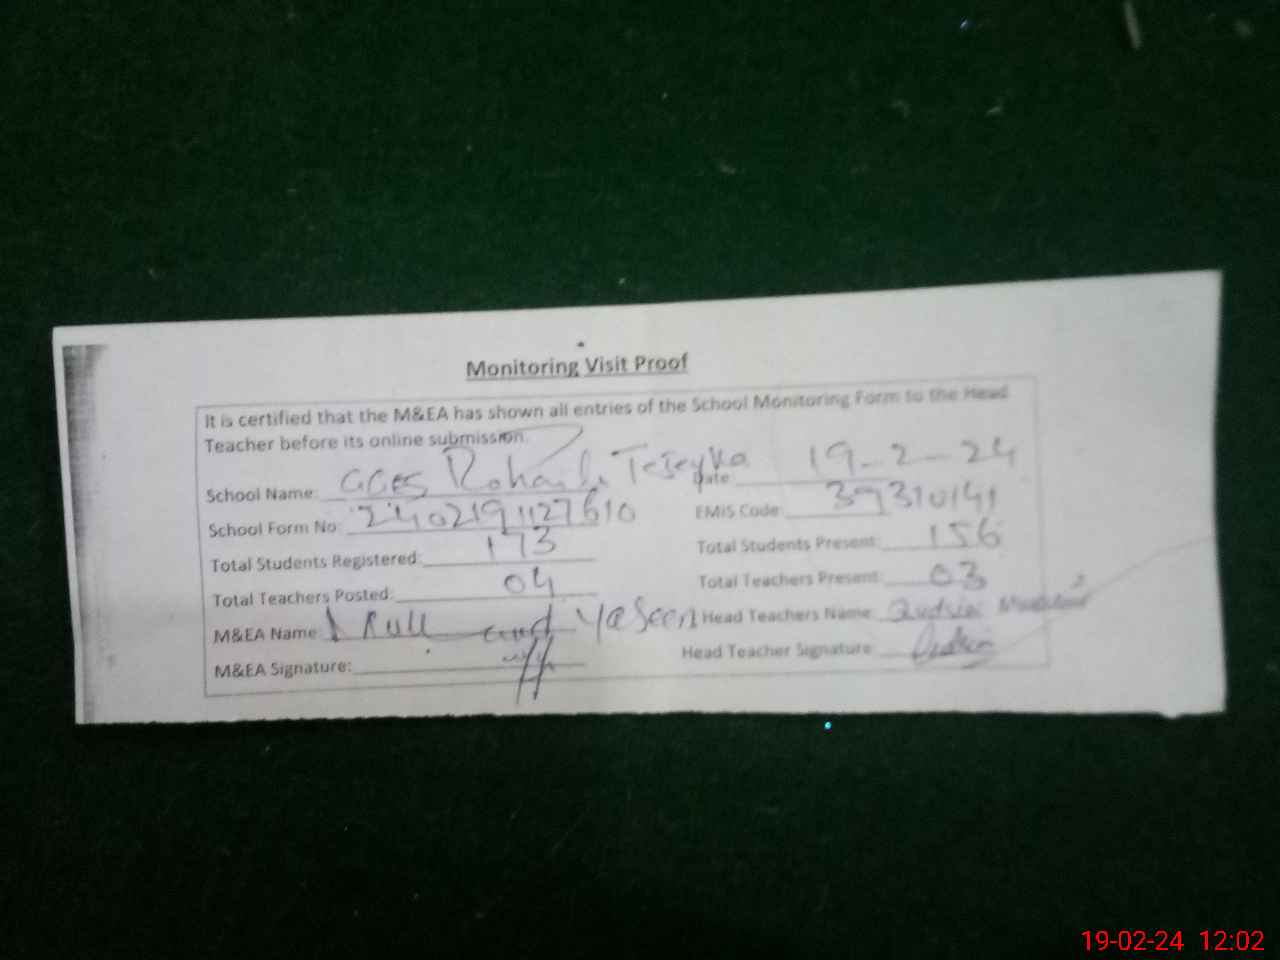 Monitoring Visit Proof
It is certified that the M&EA has shown all entries of the School Monitoring Form to the Head
Teacher before its online submission.
School Name: GGES Date: 19-2-24
School Form No: 2402191127610 EMIS Code: 39310141
Total Students Registered: 173 Total Students Present: 156
Total Teachers Posted: 04 Total Teachers Present: 03
M&EA Name: Yaseen Head Teachers Name: Qudsia
M&EA Signature: Head Teacher Signature:
19-02-24 12:02